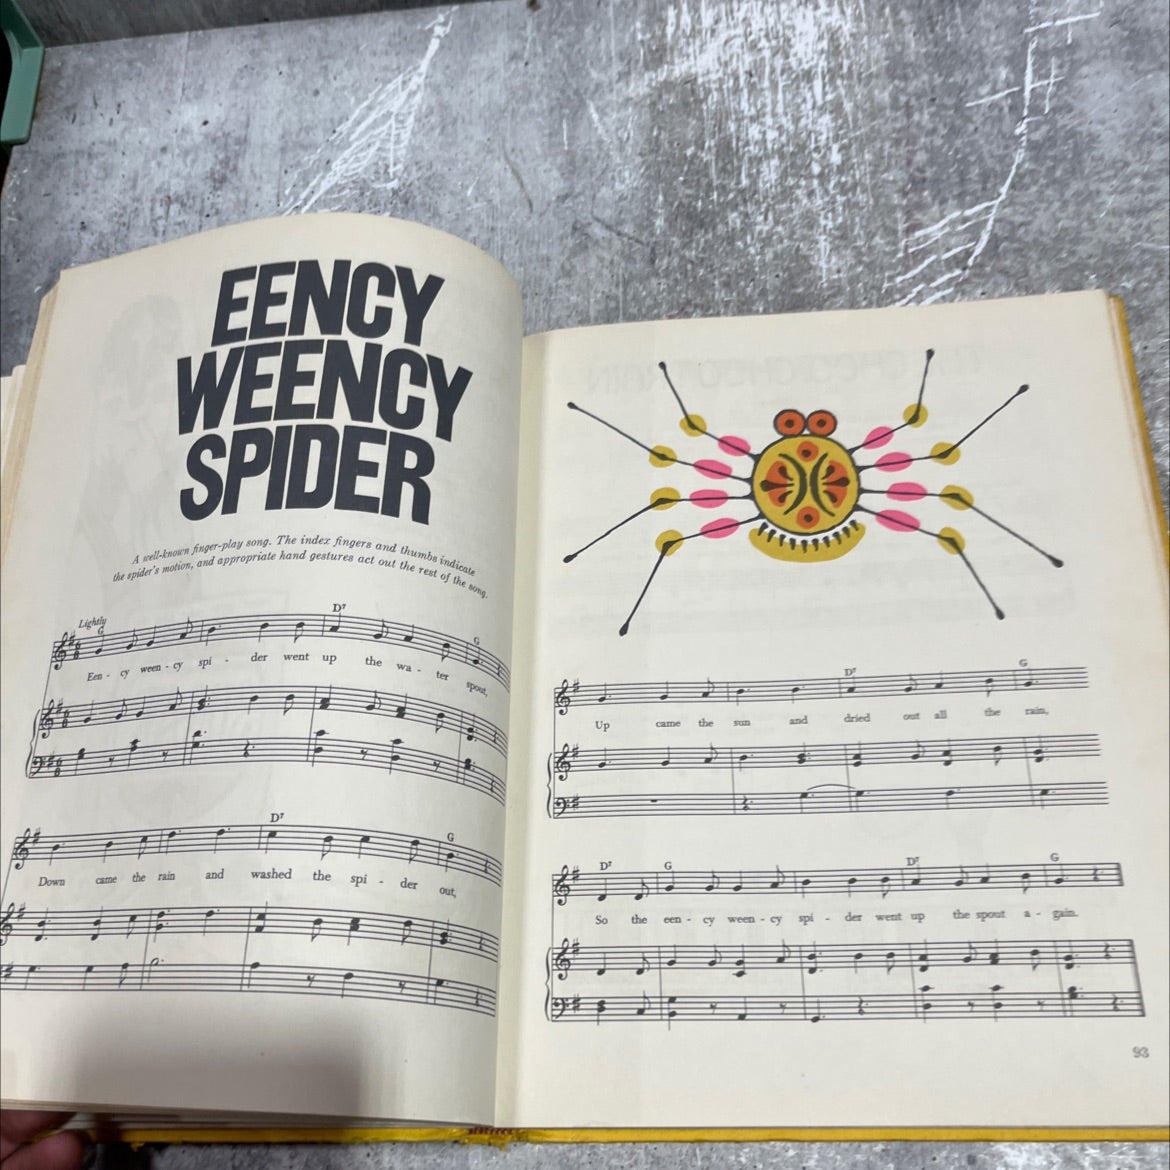 EENCY
WEENCY
SPIDER
A well-known finger-play song. The index fingers and thumbs indicate
the spider's motion, and appropriate hand gestures act out the rest of the song.
Lightly
G D7 G
Een - cy ween - cy spi - der went up the wa - ter spout,
D7 G
Down came the rain and washed the spi - der out,
D7 G
Up came the sun and dried out all the rain,
D7 G D7 G
So the een - cy ween - cy spi - der went up the spout a - gain.
93